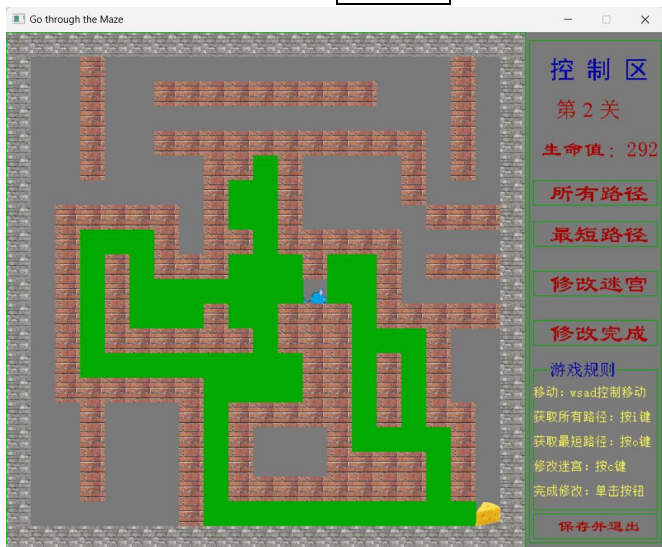 Go through the Maze
控制区
第2关
生命值：292
所有路径
最短路径
修改迷宫
修改完成
游戏规则
移动：wsad控制移动
获取所有路径：按i键
获取最短路径：按o键
修改迷宫：按c键
完成修改：单击按钮
保存并退出